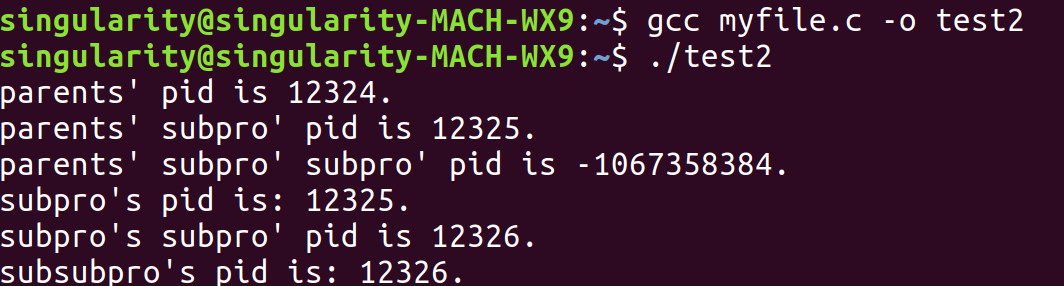 singularity@singularity-MACH-WX9:~$ gcc myfile.c -o test2
singularity@singularity-MACH-WX9:~$ ./test2
parents' pid is 12324.
parents' subpro' pid is 12325.
parents' subpro' subpro' pid is -1067358384.
subpro's pid is: 12325.
subpro's subpro' pid is 12326.
subsubpro's pid is: 12326.